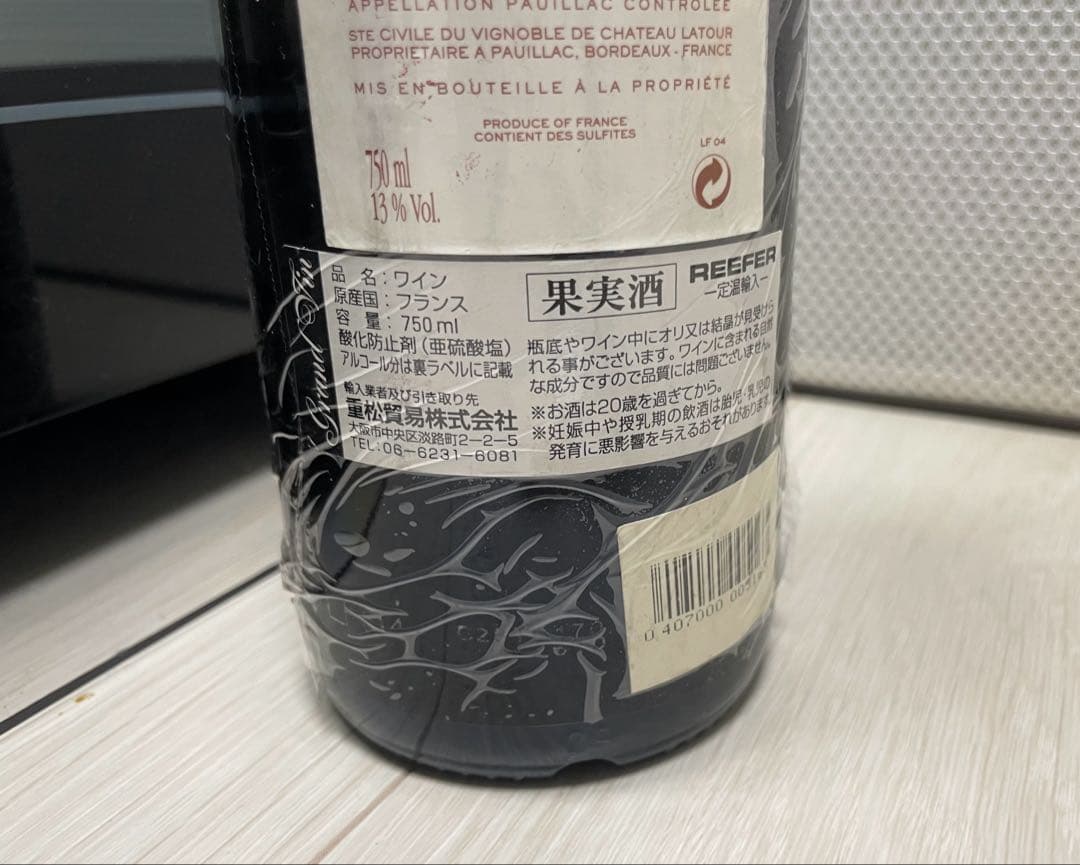 APPELLATION PAUILLAC CONTRÔLÉE
STE CIVILE DU VIGNOBLE DE CHATEAU LATOUR
PROPRIETAIRE A PAUILLAC, BORDEAUX - FRANCE
MIS EN BOUTEILLE À LA PROPRIÉTÉ
PRODUCE OF FRANCE
CONTIENT DES SULFITES
LF 04
750 ml
13 % Vol.
品 名：ワイン
原産国：フランス
容 量：750ml
酸化防止剤（亜硫酸塩）
アルコール分は裏ラベルに記載
輸入業者及び引き取り先
重松貿易株式会社
大阪市中央区淡路町2-2-5
TEL：06-6231-6081
果実酒
REEFER
ー定温輸入ー
瓶底やワイン中にオリ又は結晶が見受けら
れる事がございます。ワインに含まれる自然
な成分ですので品質には問題ございません。
※お酒は20歳を過ぎてから。
※妊娠中や授乳期の飲酒は胎児・乳児の
発育に悪影響を与えるおそれがあります。
0 407000 00